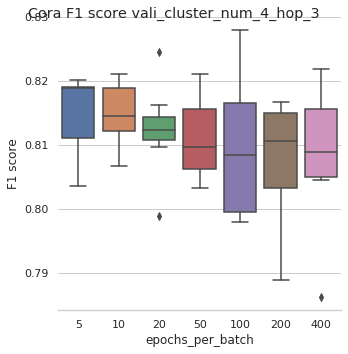 Cora F1 score vali_cluster_num_4_hop_3
0.83
0.82
0.81
0.80
0.79
F1 score
5 10 20 50 100 200 400
epochs_per_batch